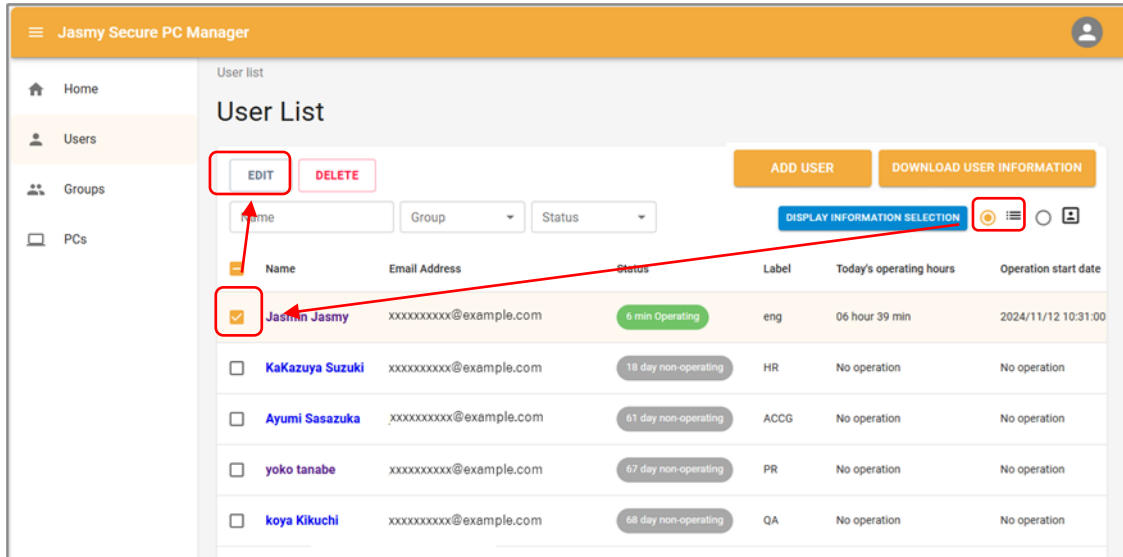 Jasmy Secure PC Manager
Home
Users
Groups
PCs
User list
User List
EDIT DELETE ADD USER DOWNLOAD USER INFORMATION
Name Group Status DISPLAY INFORMATION SELECTION
Name Email Address Status Label Today's operating hours Operation start date
Jasmin Jasmy xxxxxxxxxx@example.com 6 min Operating eng 06 hour 39 min 2024/11/12 10:31:00
KaKazuya Suzuki xxxxxxxxxx@example.com 18 day non-operating HR No operation No operation
Ayumi Sasazuka xxxxxxxxxx@example.com 61 day non-operating ACCG No operation No operation
yoko tanabe xxxxxxxxxx@example.com 67 day non-operating PR No operation No operation
koya Kikuchi xxxxxxxxxx@example.com 68 day non-operating QA No operation No operation